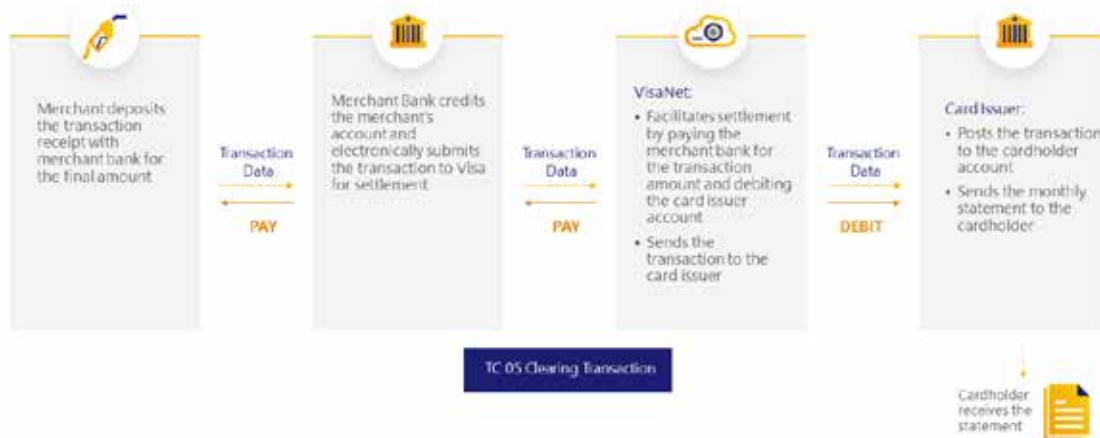 Merchant deposits
the transaction
receipt with
merchant bank for
the final amount
Transaction
Data
PAY
Merchant Bank credits
the merchant's
account and
electronically submits
the transaction to Visa
for settlement
Transaction
Data
PAY
VisaNet:
• Facilitates settlement
by paying the
merchant bank for
the transaction
amount and debiting
the card issuer
account
• Sends the
transaction to the
card issuer
Transaction
Data
DEBIT
Card Issuer:
• Posts the transaction
to the cardholder
account
• Sends the monthly
statement to the
cardholder
TC 05 Clearing Transaction
Cardholder
receives the
statement